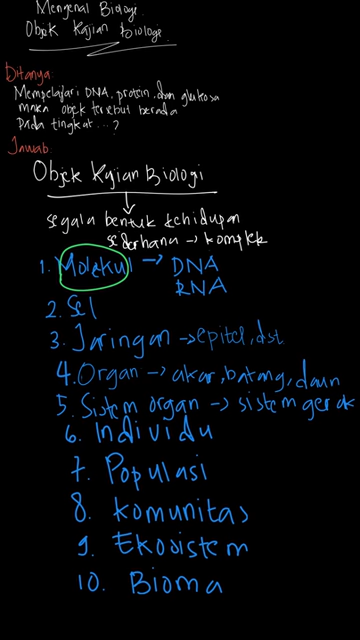 Mengenal Biologi
Objek Kajian Biologi
Ditanya:
Mempelajari DNA, protein, dan glukosa
maka objek tersebut berada
pada tingkat...?
Jawab:
Objek Kajian Biologi
segala bentuk kehidupan
sederhana → komplek
1. Molekul → DNA
RNA
2. Sel
3. Jaringan → epitel, dst
4. Organ → akar, batang, daun
5. Sistem organ → sistem gerak
6. Individu
7. Populasi
8. Komunitas
9. Ekosistem
10. Bioma